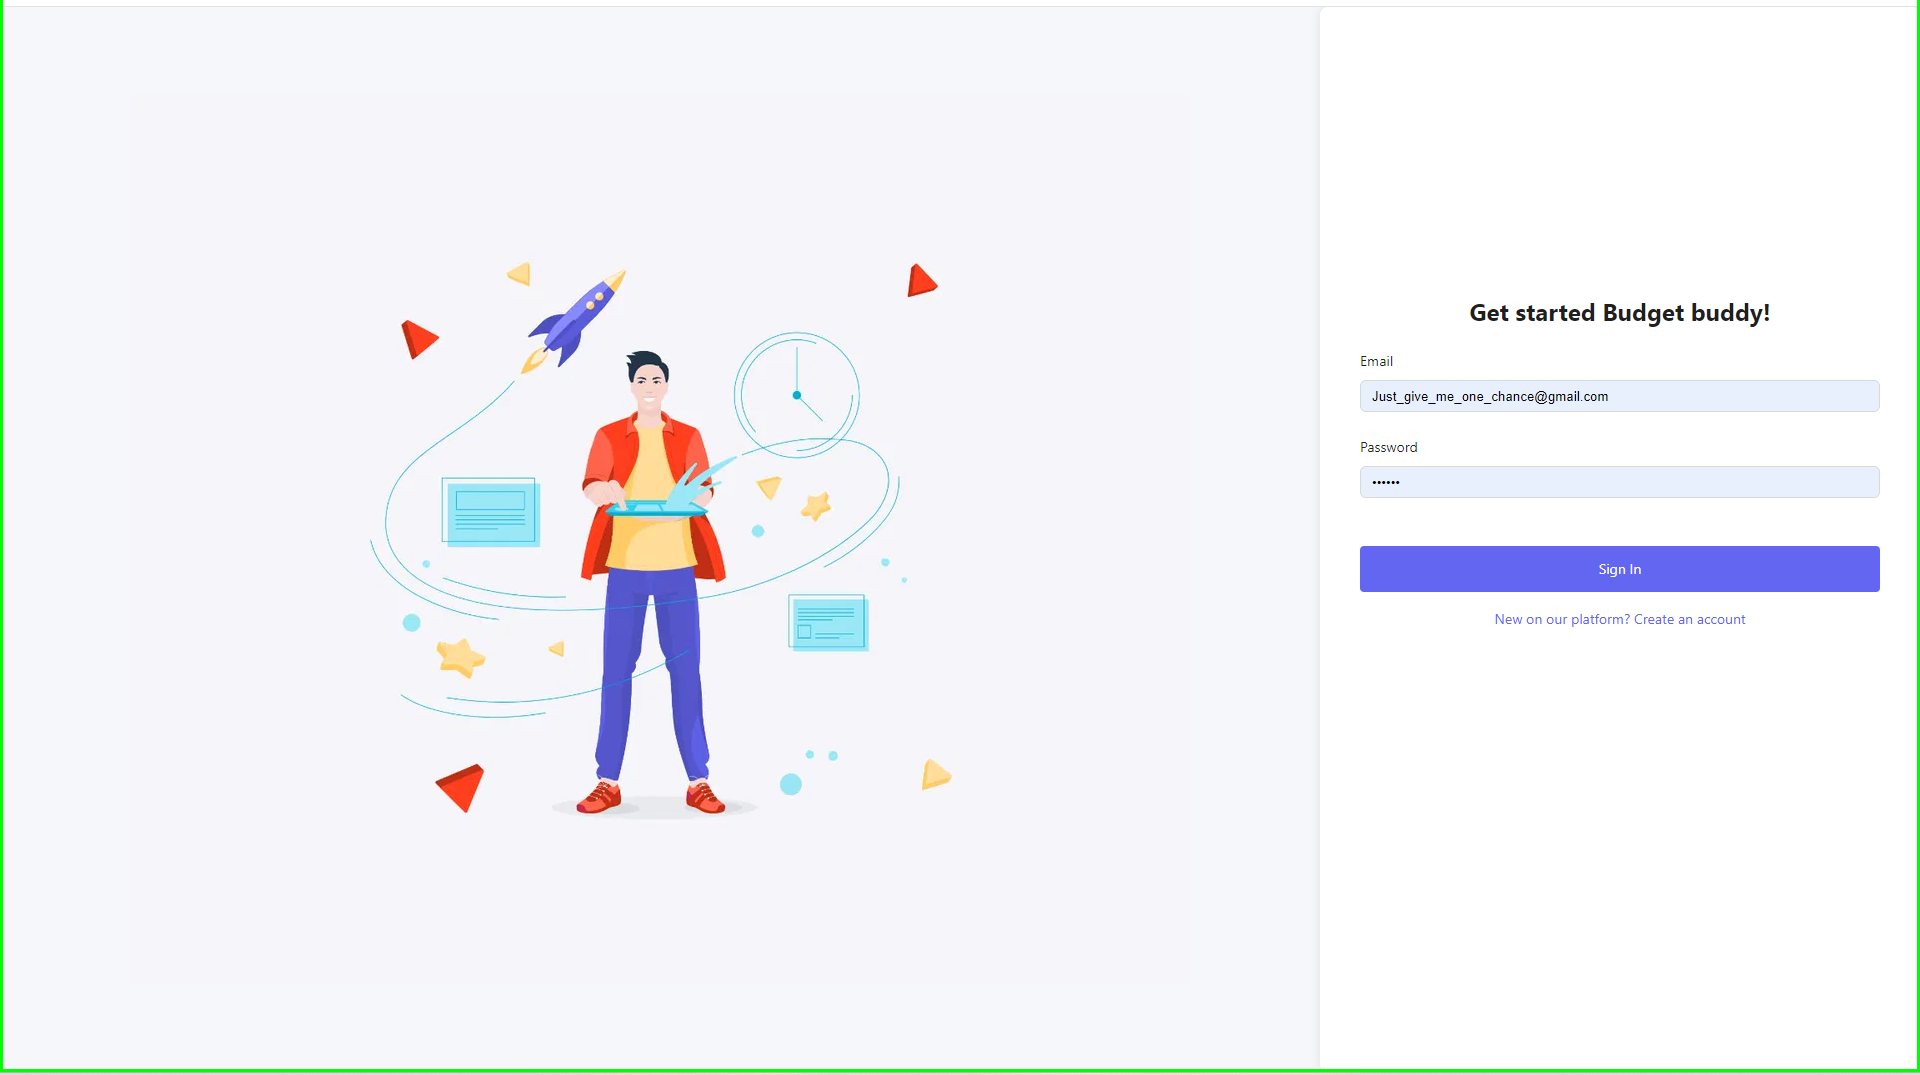 Get started Budget buddy!
Email
Just_give_me_one_chance@gmail.com
Password
••••••
Sign In
New on our platform? Create an account